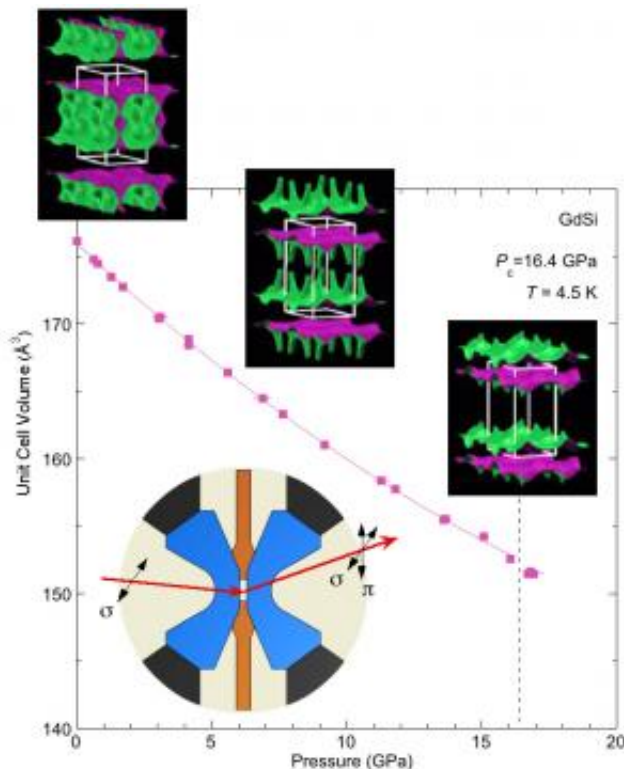 GdSi
Pc=16.4 GPa
T = 4.5 K
170
160
150
140
Unit Cell Volume (Å³)
σ
σ
π
0
5
10
15
20
Pressure (GPa)